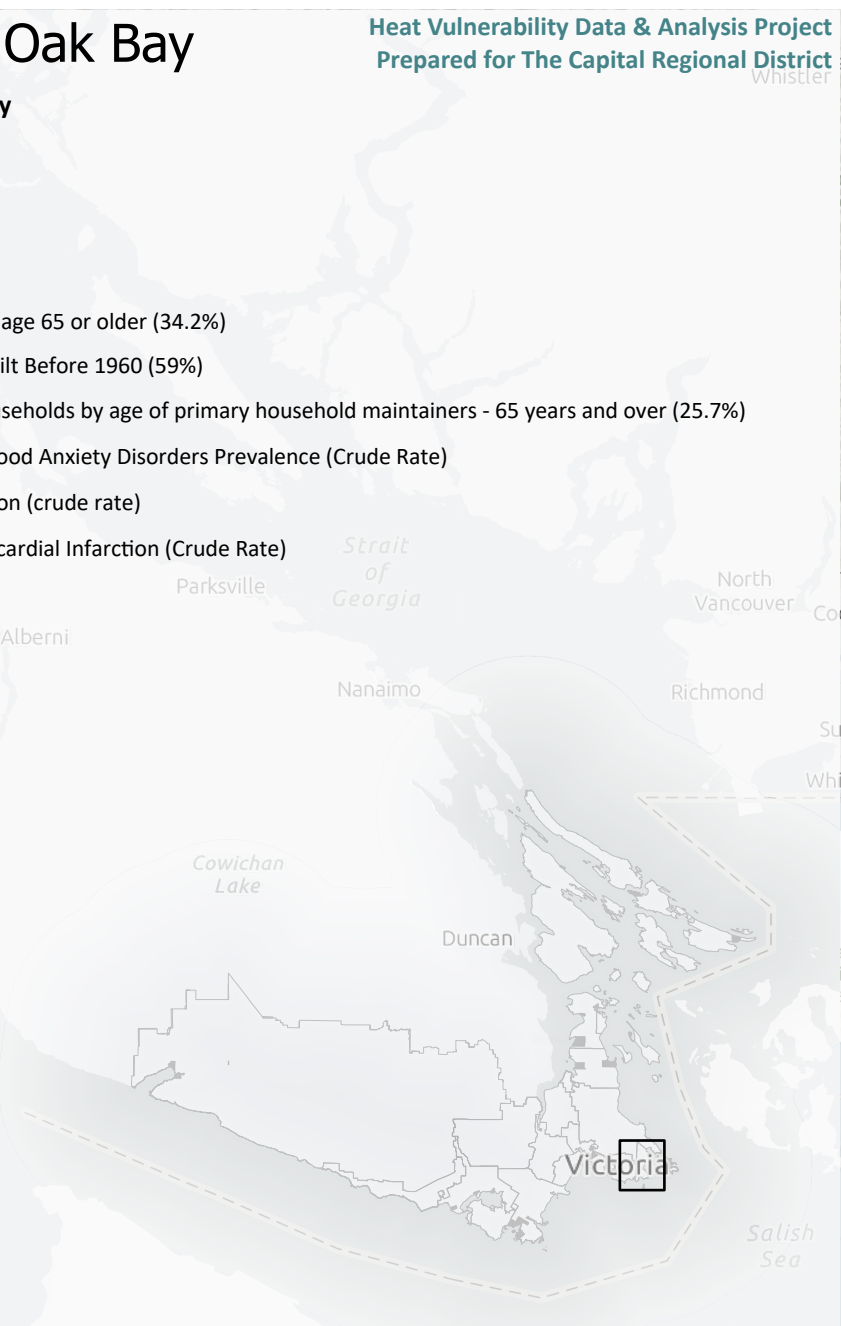 Oak Bay
Heat Vulnerability Data & Analysis Project
Prepared for The Capital Regional District
Whistler
y
age 65 or older (34.2%)
ilt Before 1960 (59%)
seholds by age of primary household maintainers - 65 years and over (25.7%)
ood Anxiety Disorders Prevalence (Crude Rate)
on (crude rate)
cardial Infarction (Crude Rate)
Strait
of
Georgia
Parksville
North
Vancouver
Co
Alberni
Nanaimo
Richmond
Su
Whi
Cowichan
Lake
Duncan
Victoria
Salish
Sea